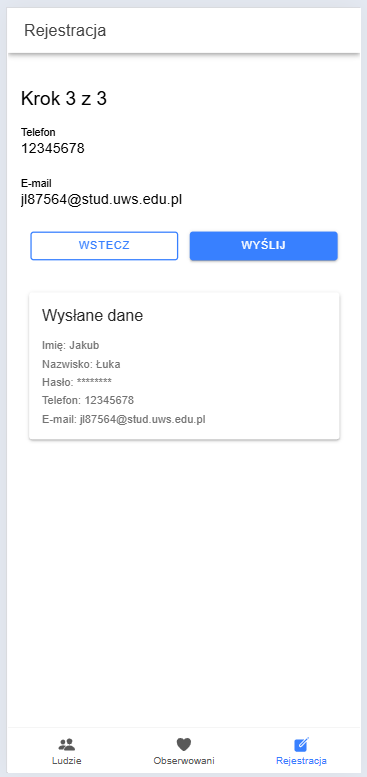 Rejestracja
Krok 3 z 3
Telefon
12345678
E-mail
jl87564@stud.uws.edu.pl
WSTECZ WYŚLIJ
Wysłane dane
Imię: Jakub
Nazwisko: Łuka
Hasło: ********
Telefon: 12345678
E-mail: jl87564@stud.uws.edu.pl
Ludzie Obserwowani Rejestracja